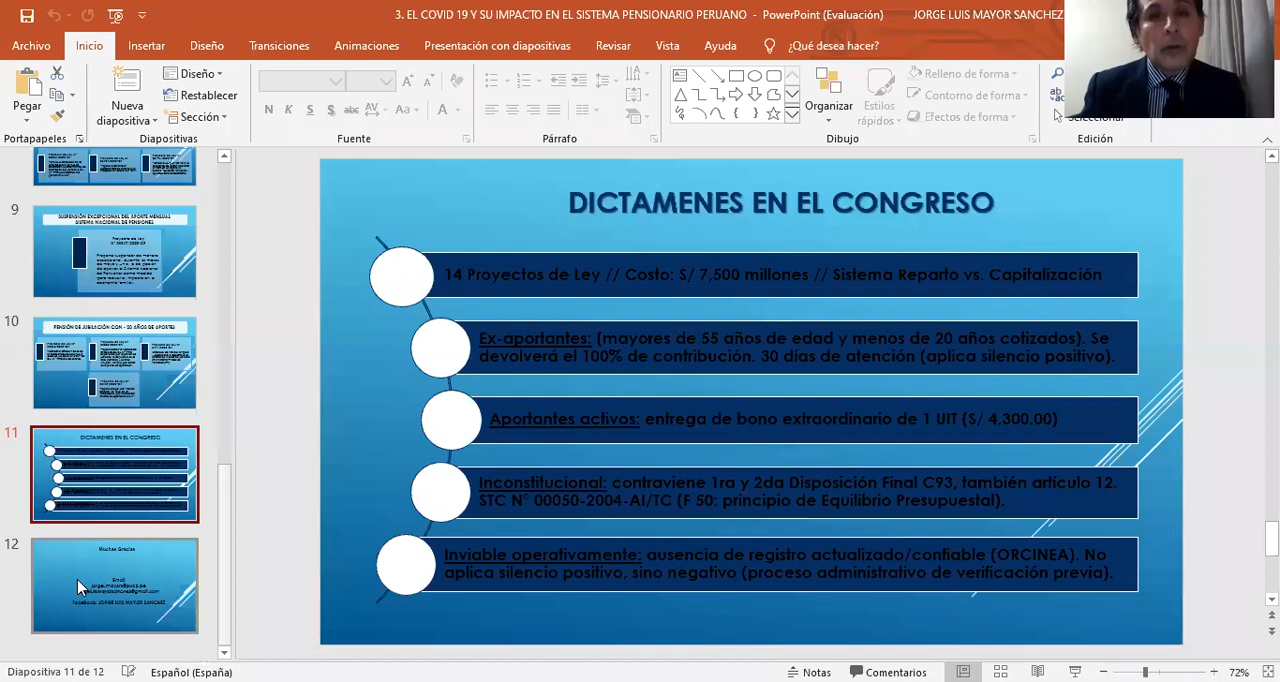 3. EL COVID 19 Y SU IMPACTO EN EL SISTEMA PENSIONARIO PERUANO - PowerPoint (Evaluación)
JORGE LUIS MAYOR SANCHEZ
Archivo
Inicio
Insertar
Diseño
Transiciones
Animaciones
Presentación con diapositivas
Revisar
Vista
Ayuda
¿Qué desea hacer?
Pegar
Portapapeles
Nueva
diapositiva
Diseño
Restablecer
Sección
Diapositivas
N K S S abc AV Aa A
Fuente
Párrafo
Organizar
Estilos
rápidos
Relleno de forma
Contorno de forma
Efectos de forma
Dibujo
Edición
9
SUSPENSIÓN EXCEPCIONAL DEL APORTE MENSUAL
SISTEMA NACIONAL DE PENSIONES
10
PENSIÓN DE JUBILACIÓN CON - 20 AÑOS DE APORTES
11
DICTAMENES EN EL CONGRESO
12
Muchas Gracias
Facebook: JORGE LUIS MAYOR SANCHEZ
DICTAMENES EN EL CONGRESO
14 Proyectos de Ley // Costo: S/ 7,500 millones // Sistema Reparto vs. Capitalización
Ex-aportantes: (mayores de 55 años de edad y menos de 20 años cotizados). Se
devolverá el 100% de contribución. 30 días de atención (aplica silencio positivo).
Aportantes activos: entrega de bono extraordinario de 1 UIT (S/ 4,300.00)
Inconstitucional: contraviene 1ra y 2da Disposición Final C93, también artículo 12.
STC N° 00050-2004-AI/TC (F 50: principio de Equilibrio Presupuestal).
Inviable operativamente: ausencia de registro actualizado/confiable (ORCINEA). No
aplica silencio positivo, sino negativo (proceso administrativo de verificación previa).
Diapositiva 11 de 12
Español (España)
Notas
Comentarios
72%